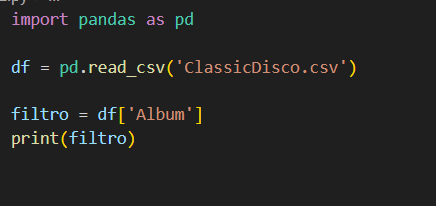 import pandas as pd
df = pd.read_csv('ClassicDisco.csv')
filtro = df['Album']
print(filtro)